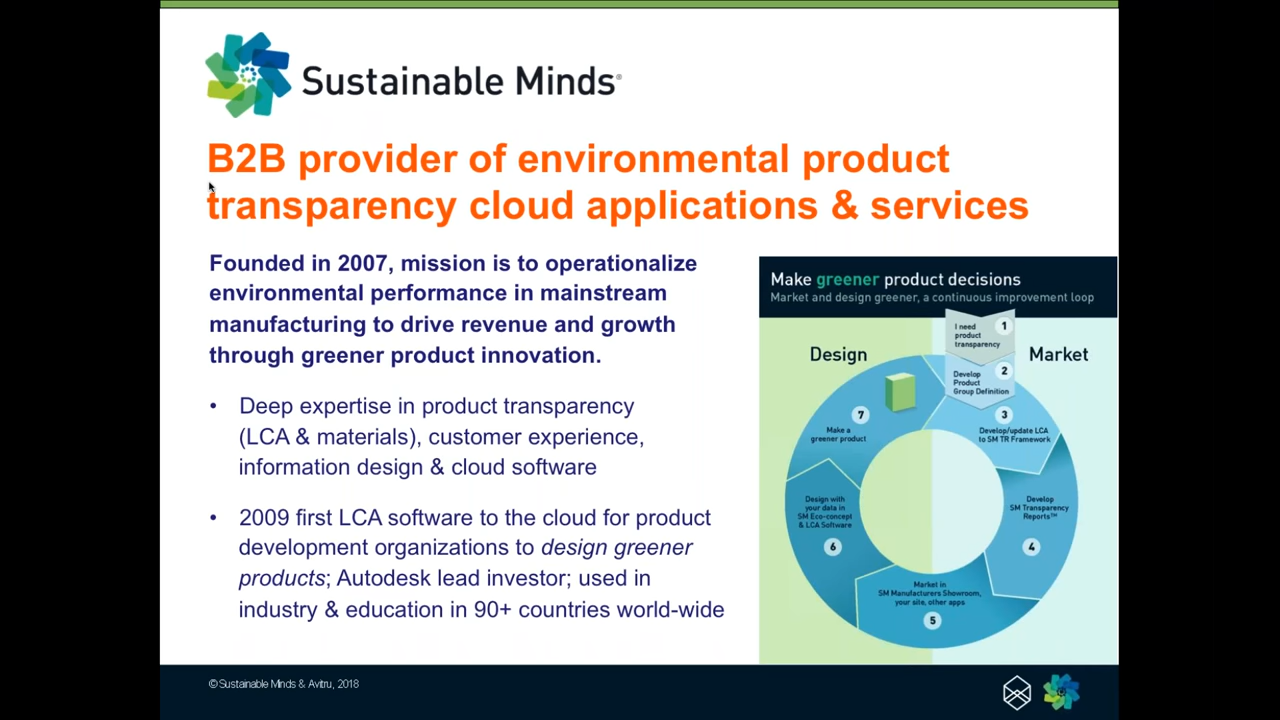 Sustainable Minds®
B2B provider of environmental product
transparency cloud applications & services
Founded in 2007, mission is to operationalize
environmental performance in mainstream
manufacturing to drive revenue and growth
through greener product innovation.
• Deep expertise in product transparency
(LCA & materials), customer experience,
information design & cloud software
• 2009 first LCA software to the cloud for product
development organizations to design greener
products; Autodesk lead investor; used in
industry & education in 90+ countries world-wide
Make greener product decisions
Market and design greener, a continuous improvement loop
Design
Market
I need
product
transparency
1
Develop
Product
Group Definition
2
3
Develop/update LCA
to SM TR Framework
Develop
SM Transparency
Reports™
4
Market in
SM Manufacturers Showroom,
your site, other apps
5
Design with
your data in
SM Eco-concept
& LCA Software
6
7
Make a
greener product
© Sustainable Minds & Avitru, 2018